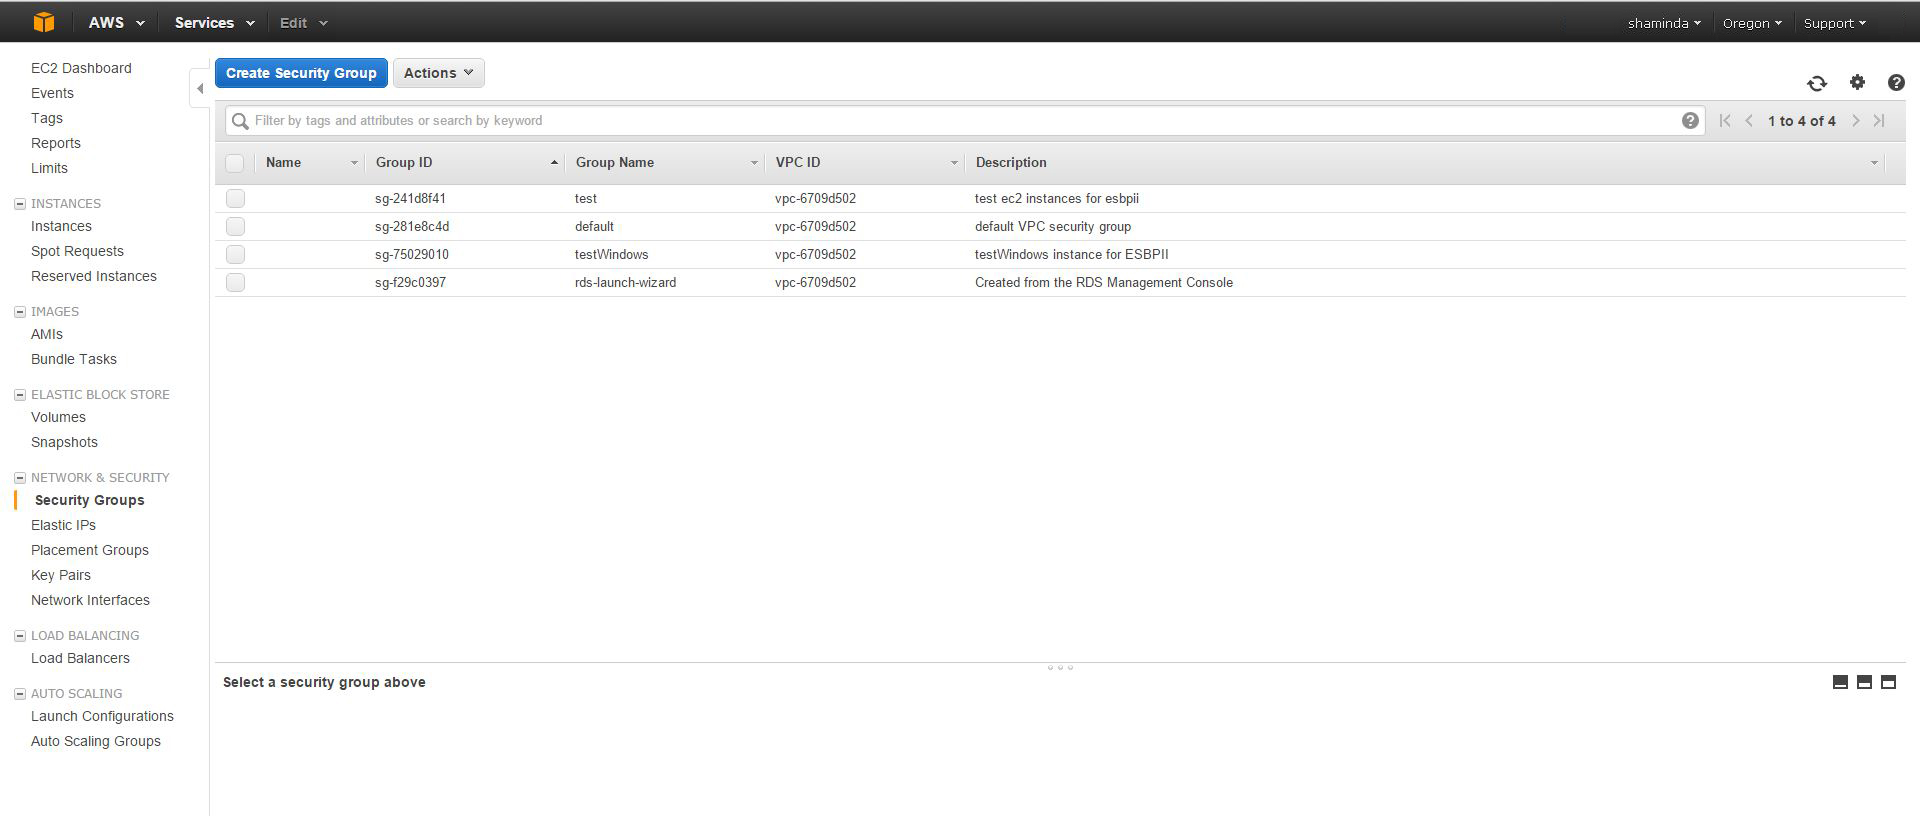 AWS Services Edit shaminda Oregon Support
EC2 Dashboard
Events
Tags
Reports
Limits
INSTANCES
Instances
Spot Requests
Reserved Instances
IMAGES
AMIs
Bundle Tasks
ELASTIC BLOCK STORE
Volumes
Snapshots
NETWORK & SECURITY
Security Groups
Elastic IPs
Placement Groups
Key Pairs
Network Interfaces
LOAD BALANCING
Load Balancers
AUTO SCALING
Launch Configurations
Auto Scaling Groups
Create Security Group Actions
Filter by tags and attributes or search by keyword 1 to 4 of 4
Name Group ID Group Name VPC ID Description
sg-241d8f41 test vpc-6709d502 test ec2 instances for esbpii
sg-281e8c4d default vpc-6709d502 default VPC security group
sg-75029010 testWindows vpc-6709d502 testWindows instance for ESBPII
sg-f29c0397 rds-launch-wizard vpc-6709d502 Created from the RDS Management Console
Select a security group above